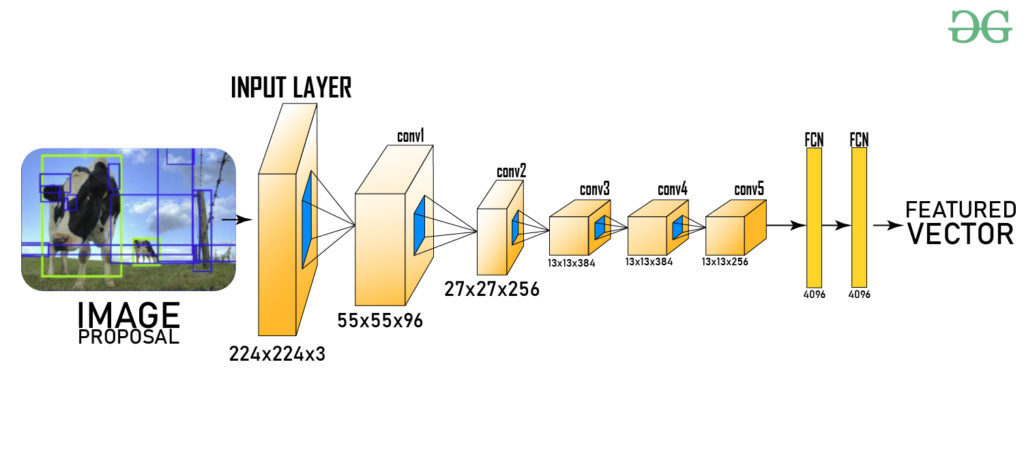 INPUT LAYER
conv1
conv2
conv3
conv4
conv5
FCN
FCN
FEATURED
VECTOR
IMAGE
PROPOSAL
224x224x3
55x55x96
27x27x256
13x13x384
13x13x384
13x13x256
4096
4096